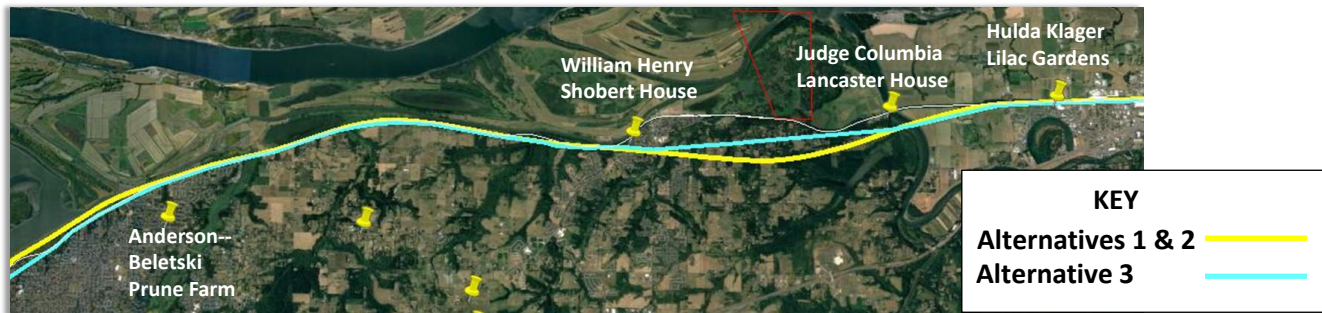 Hulda Klager
Lilac Gardens
Judge Columbia
Lancaster House
William Henry
Shobert House
Anderson--
Beletski
Prune Farm
KEY
Alternatives 1 & 2
Alternative 3